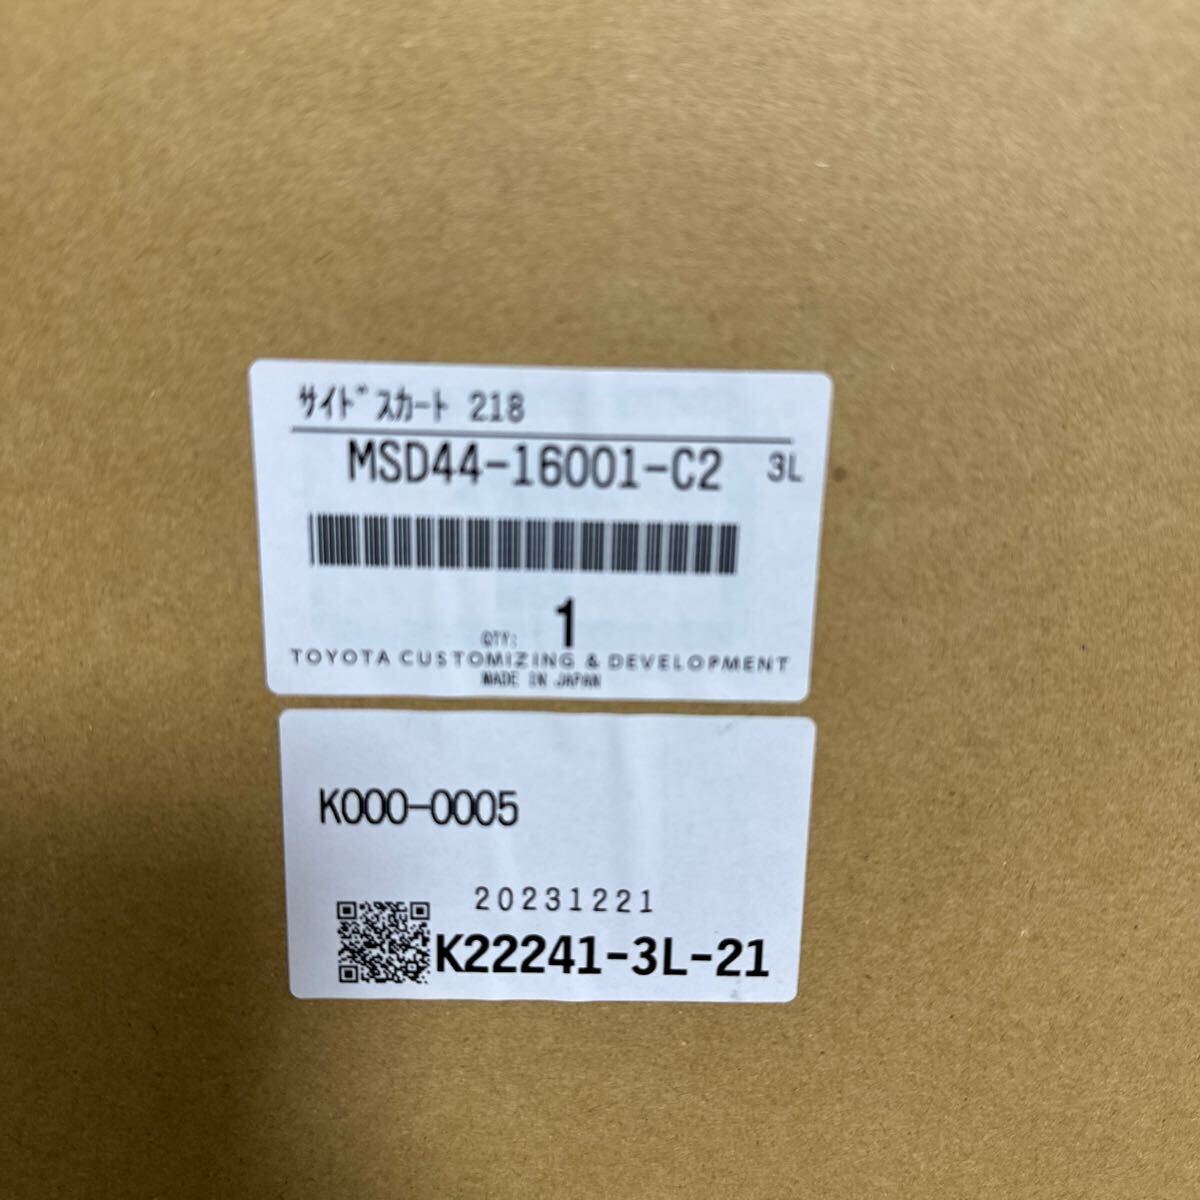 ｻｲﾄﾞｽｶｰﾄ 218
MSD44-16001-C2 3L
QTY: 1
TOYOTA CUSTOMIZING & DEVELOPMENT
MADE IN JAPAN
K000-0005
20231221
K22241-3L-21